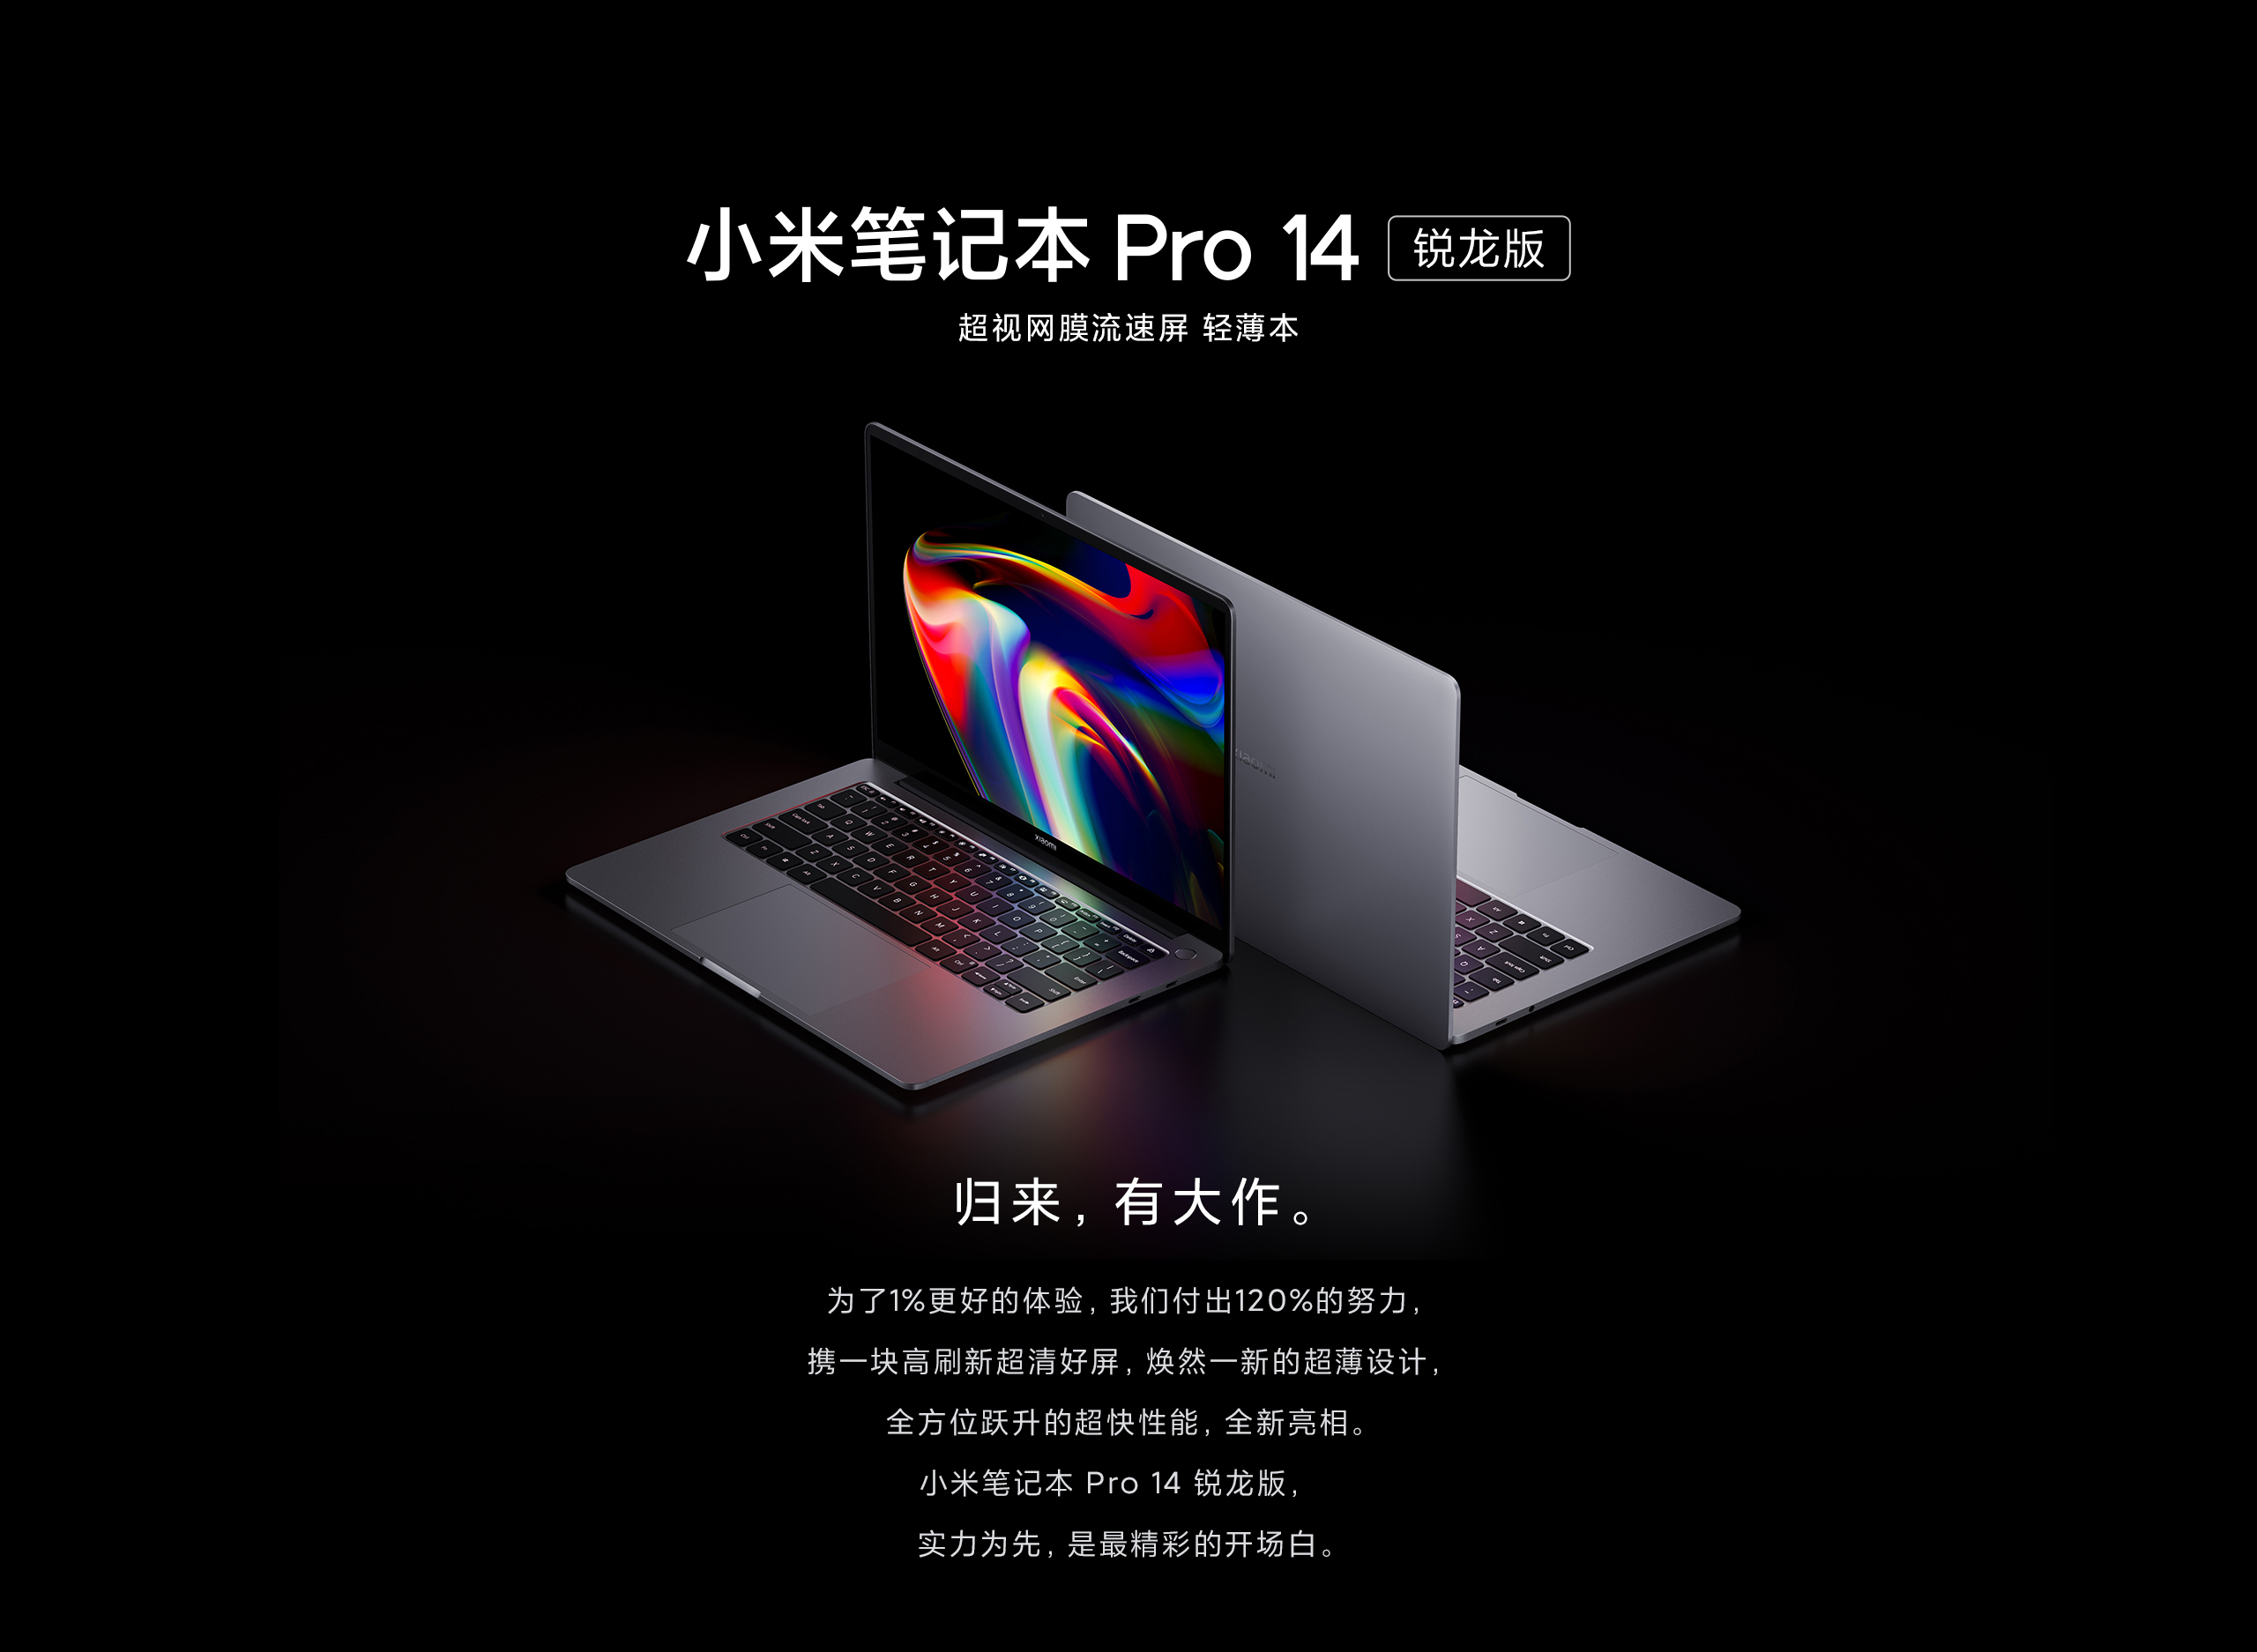 小米笔记本 Pro 14 锐龙版
超视网膜流速屏 轻薄本
xiaomi
xiaomi
归来，有大作。
为了1%更好的体验，我们付出120%的努力，
携一块高刷新超清好屏，焕然一新的超薄设计，
全方位跃升的超快性能，全新亮相。
小米笔记本 Pro 14 锐龙版，
实力为先，是最精彩的开场白。